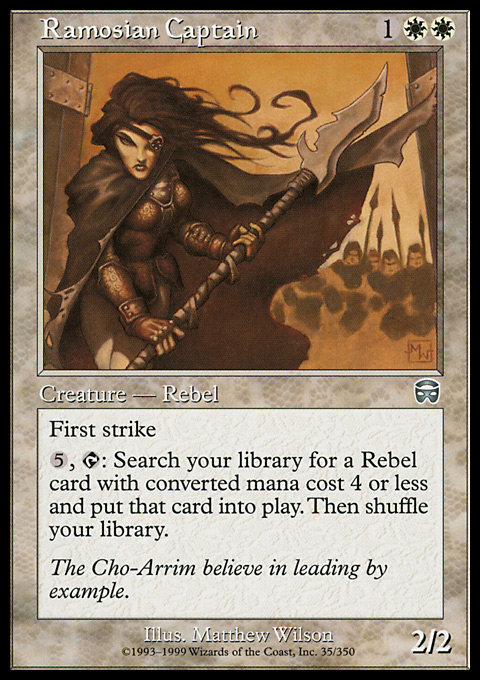 Ramosian Captain 1
Creature — Rebel
First strike
5, : Search your library for a Rebel
card with converted mana cost 4 or less
and put that card into play. Then shuffle
your library.
The Cho-Arrim believe in leading by
example.
MW
Illus. Matthew Wilson
2/2
©1993–1999 Wizards of the Coast, Inc. 35/350